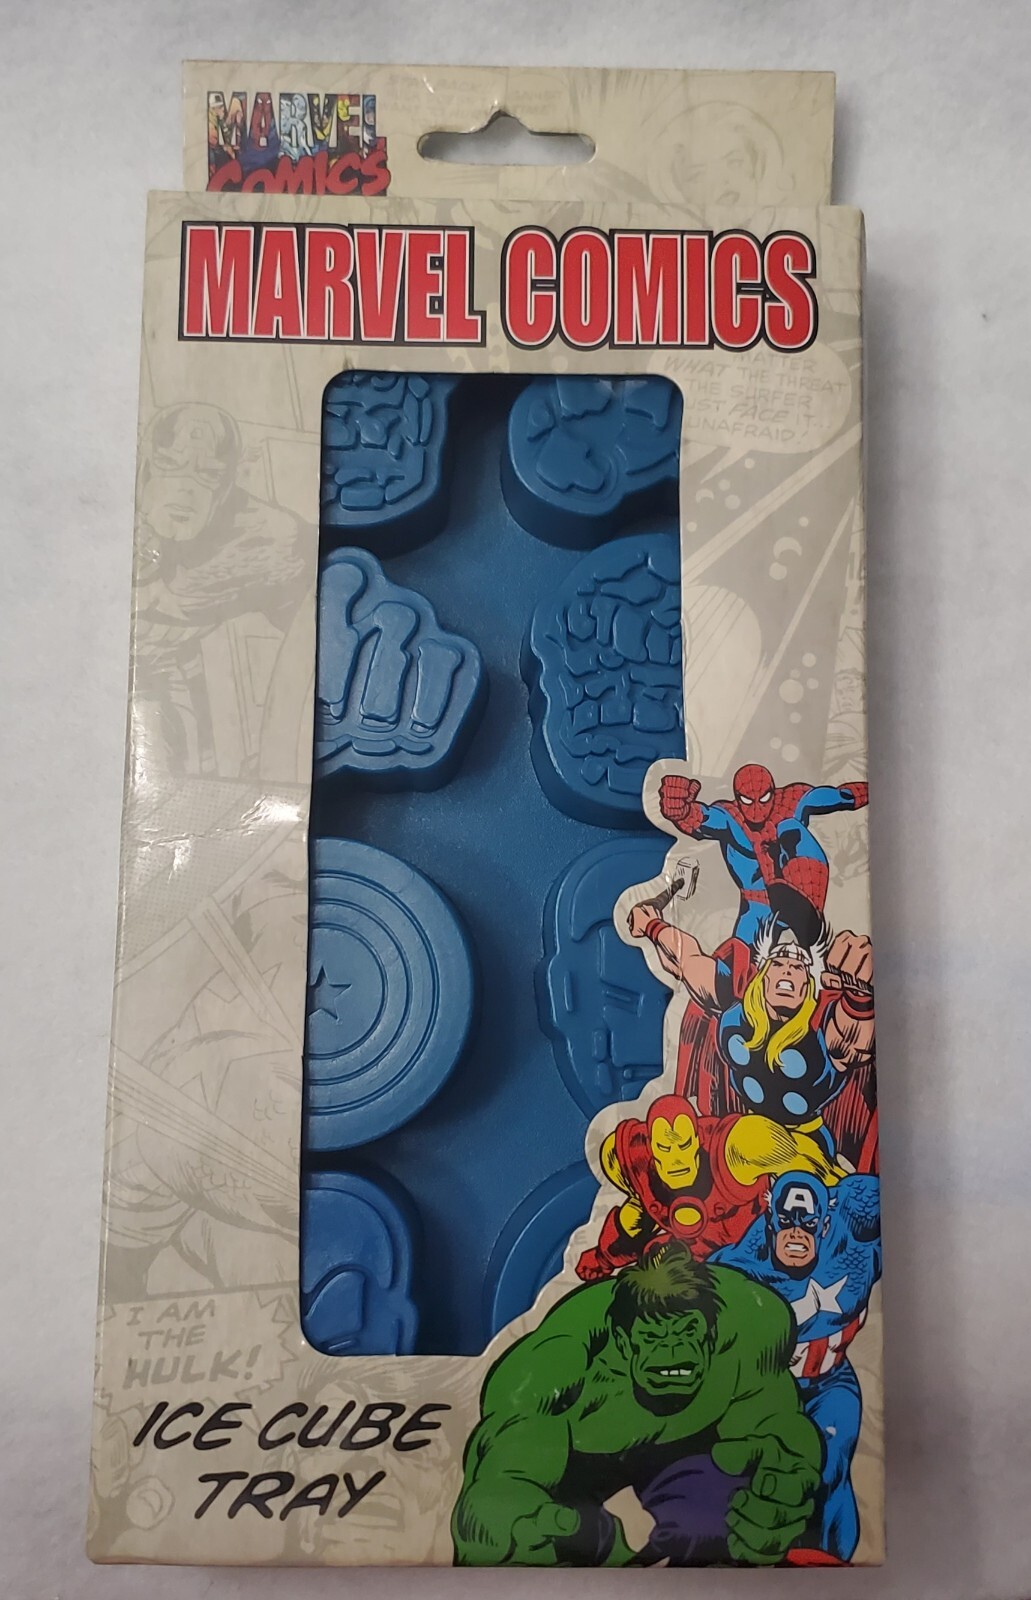 MARVEL
COMICS
MARVEL COMICS
MATTER
WHAT THE THREAT
THE SURFER
UST FACE IT...
UNAFRAID!
A
I AM
THE
HULK!
ICE CUBE
TRAY